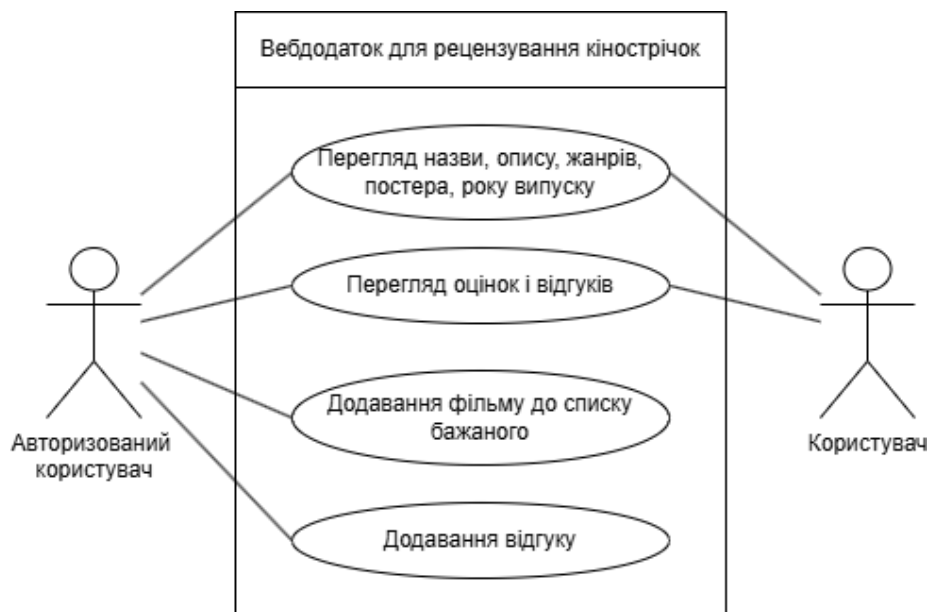 Вебдодаток для рецензування кінострічок
Перегляд назви, опису, жанрів,
постера, року випуску
Перегляд оцінок і відгуків
Додавання фільму до списку
бажаного
Додавання відгуку
Авторизований
користувач
Користувач